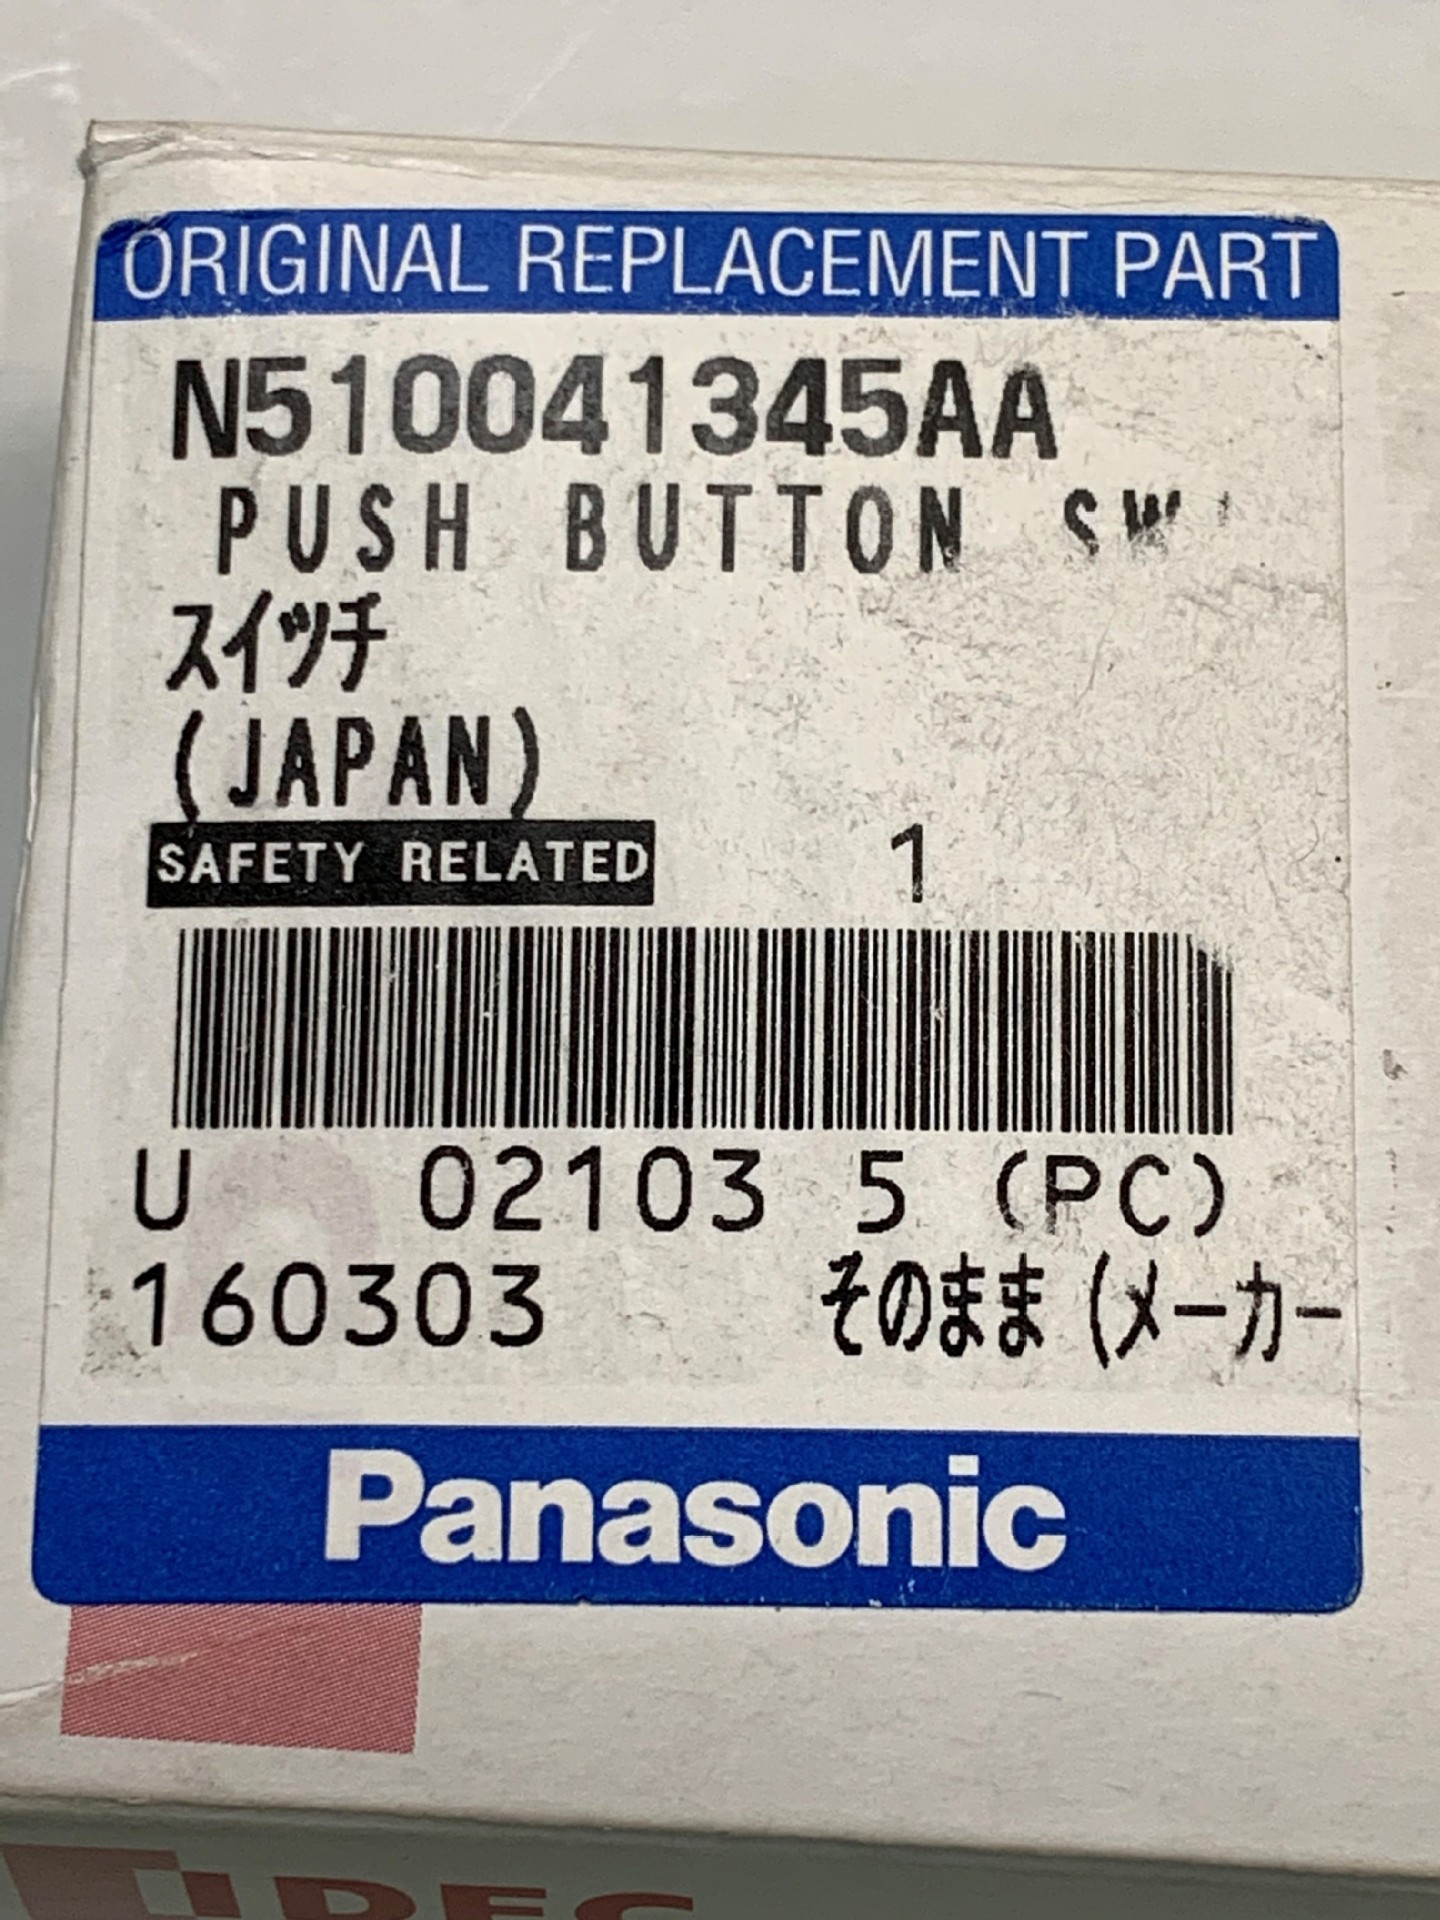 ORIGINAL REPLACEMENT PART
N510041345AA
PUSH BUTTON
スイッチ
(JAPAN)
SAFETY RELATED 1
U 02103 5 (PC)
160303 そのまま (メーカー
Panasonic
IDEC